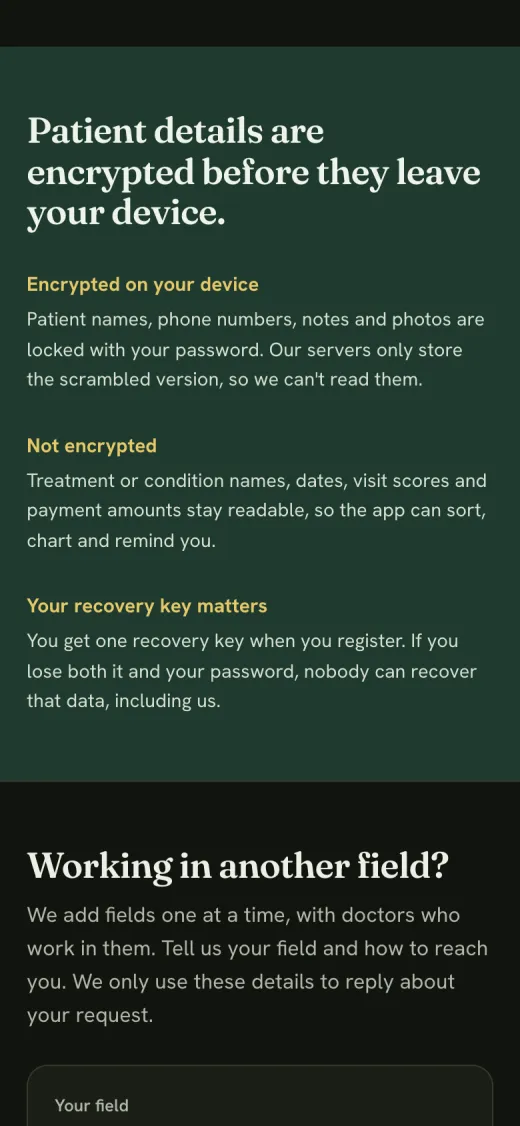 Patient details are
encrypted before they leave
your device.
Encrypted on your device
Patient names, phone numbers, notes and photos are
locked with your password. Our servers only store
the scrambled version, so we can't read them.
Not encrypted
Treatment or condition names, dates, visit scores and
payment amounts stay readable, so the app can sort,
chart and remind you.
Your recovery key matters
You get one recovery key when you register. If you
lose both it and your password, nobody can recover
that data, including us.
Working in another field?
We add fields one at a time, with doctors who
work in them. Tell us your field and how to reach
you. We only use these details to reply about
your request.
Your field